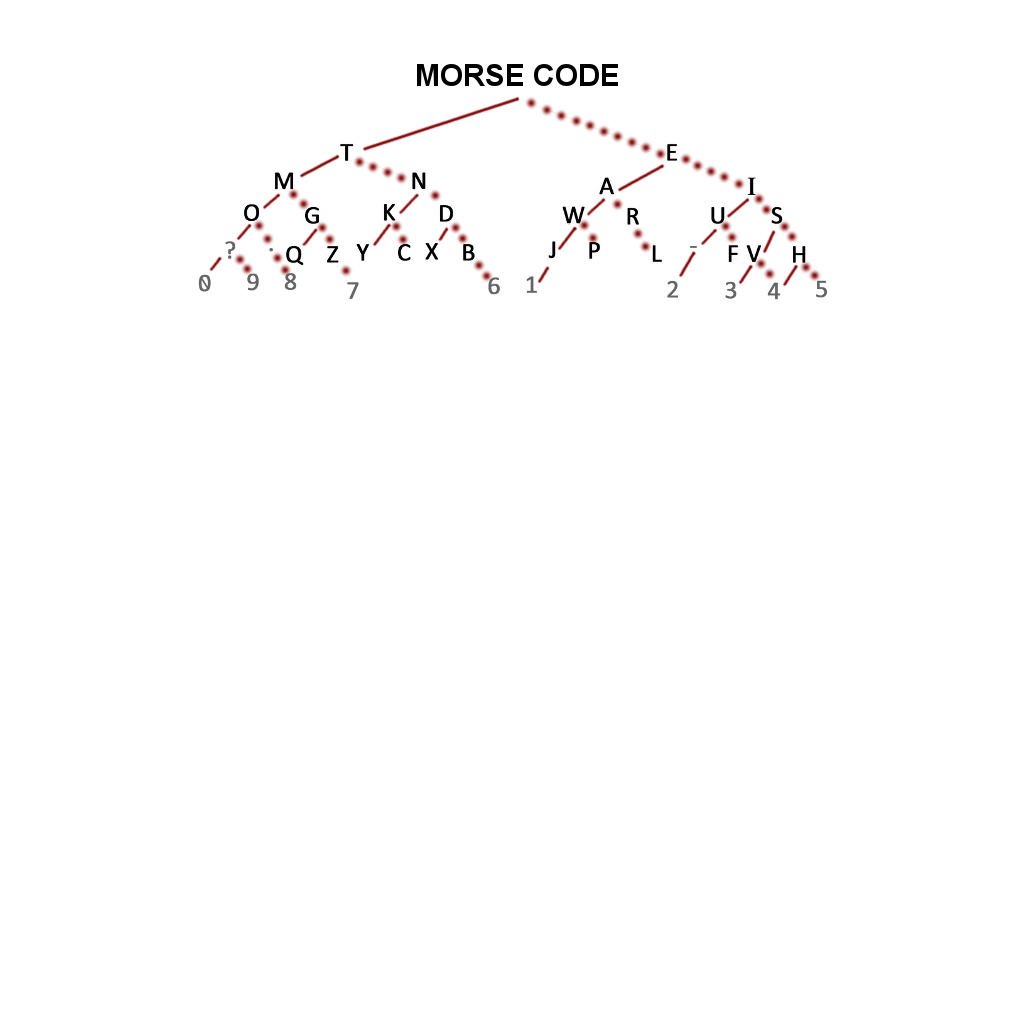 MORSE CODE
T E
M N A I
O G K D W R U S
? · Q Z Y C X B J P L - F V H
0 9 8 7 6 1 2 3 4 5